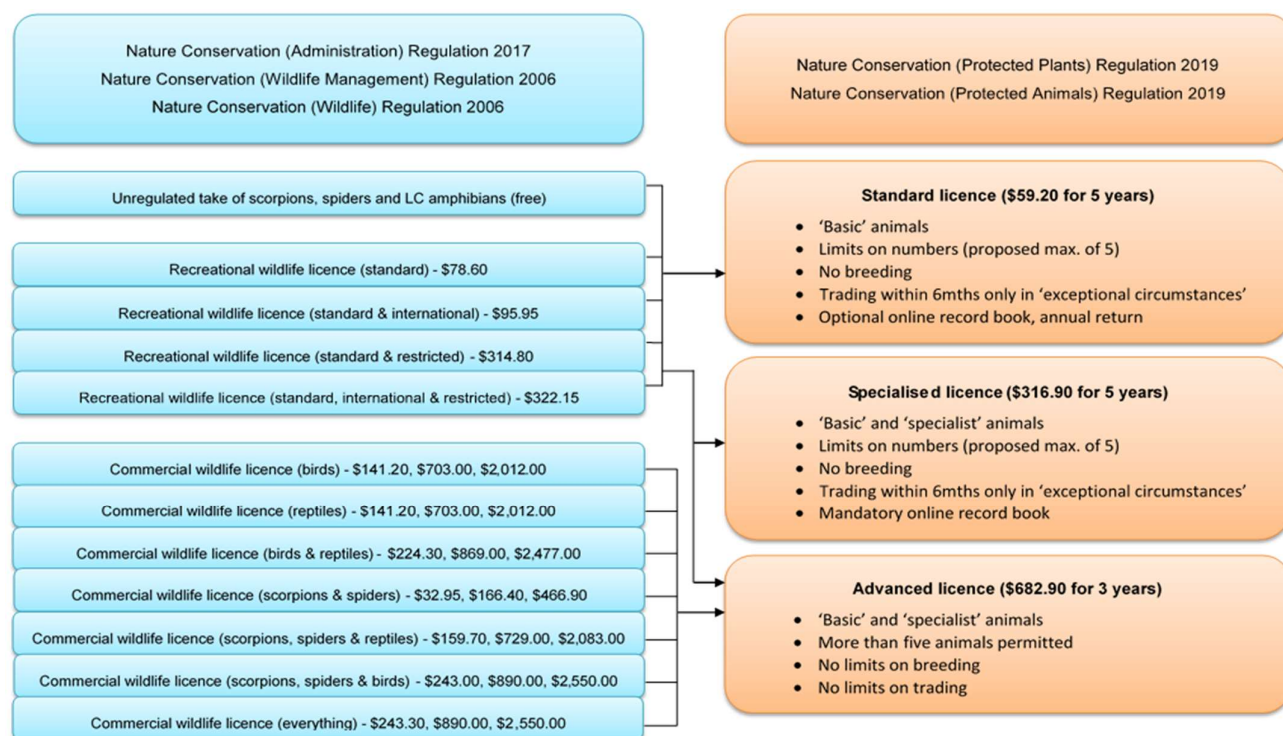 Nature Conservation (Administration) Regulation 2017
Nature Conservation (Wildlife Management) Regulation 2006
Nature Conservation (Wildlife) Regulation 2006
Nature Conservation (Protected Plants) Regulation 2019
Nature Conservation (Protected Animals) Regulation 2019
Unregulated take of scorpions, spiders and LC amphibians (free)
Recreational wildlife licence (standard) - $78.60
Recreational wildlife licence (standard & international) - $95.95
Recreational wildlife licence (standard & restricted) - $314.80
Recreational wildlife licence (standard, international & restricted) - $322.15
Commercial wildlife licence (birds) - $141.20, $703.00, $2,012.00
Commercial wildlife licence (reptiles) - $141.20, $703.00, $2,012.00
Commercial wildlife licence (birds & reptiles) - $224.30, $869.00, $2,477.00
Commercial wildlife licence (scorpions & spiders) - $32.95, $166.40, $466.90
Commercial wildlife licence (scorpions, spiders & reptiles) - $159.70, $729.00, $2,083.00
Commercial wildlife licence (scorpions, spiders & birds) - $243.00, $890.00, $2,550.00
Commercial wildlife licence (everything) - $243.30, $890.00, $2,550.00
Standard licence ($59.20 for 5 years)
• ‘Basic’ animals
• Limits on numbers (proposed max. of 5)
• No breeding
• Trading within 6mths only in ‘exceptional circumstances’
• Optional online record book, annual return
Specialised licence ($316.90 for 5 years)
• ‘Basic’ and ‘specialist’ animals
• Limits on numbers (proposed max. of 5)
• No breeding
• Trading within 6mths only in ‘exceptional circumstances’
• Mandatory online record book
Advanced licence ($682.90 for 3 years)
• ‘Basic’ and ‘specialist’ animals
• More than five animals permitted
• No limits on breeding
• No limits on trading